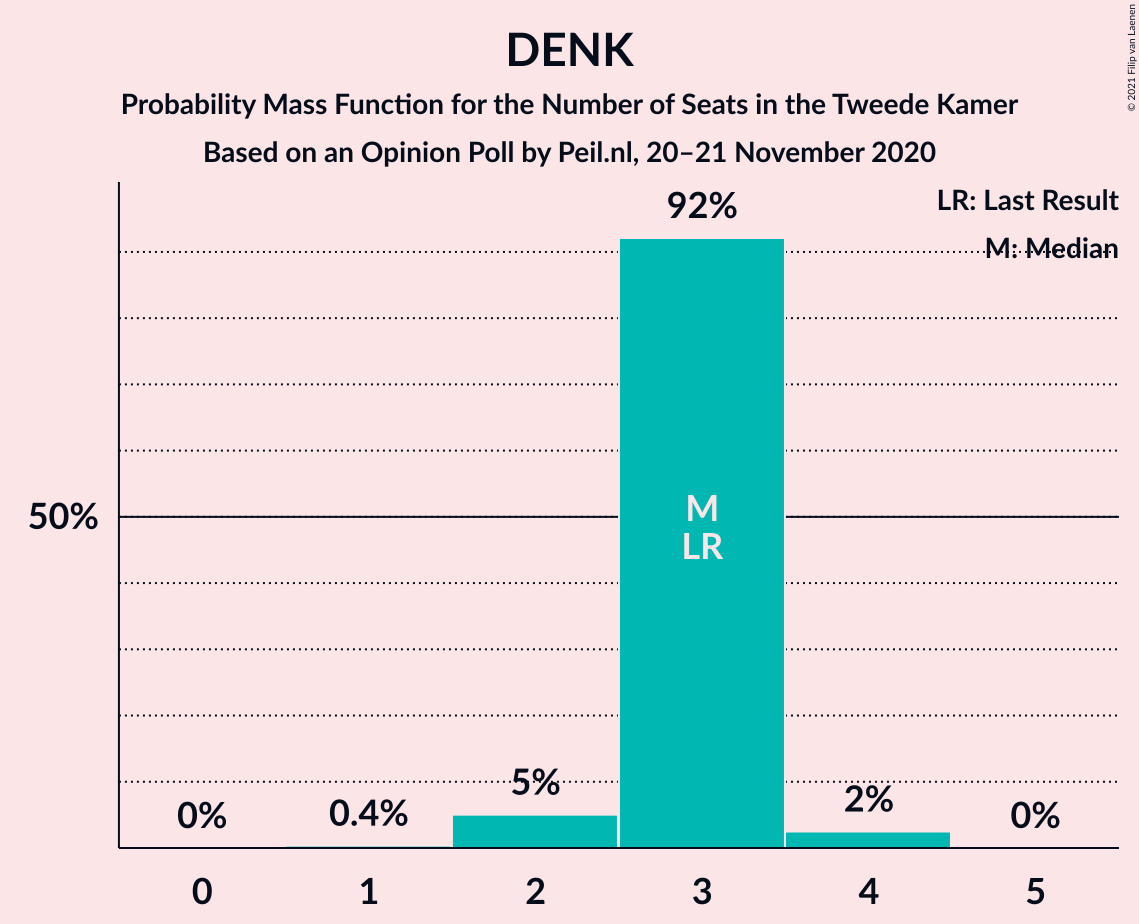 DENK
Probability Mass Function for the Number of Seats in the Tweede Kamer
Based on an Opinion Poll by Peil.nl, 20–21 November 2020
© 2021 Filip van Laenen
LR: Last Result
M: Median
92%
50%
M
LR
0%
0.4%
5%
2%
0%
0 1 2 3 4 5